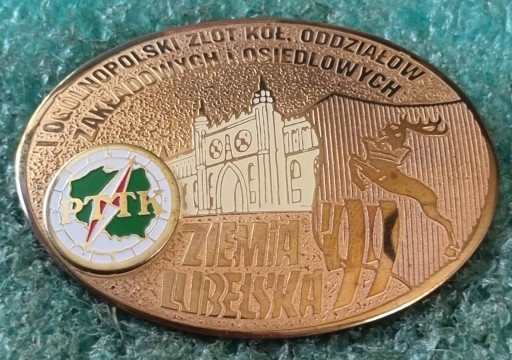 I OGÓLNOPOLSKI ZLOT KÓŁ, ODDZIAŁÓW
ZAKŁADOWYCH I OSIEDLOWYCH
PTTK
ZIEMIA
LUBELSKA